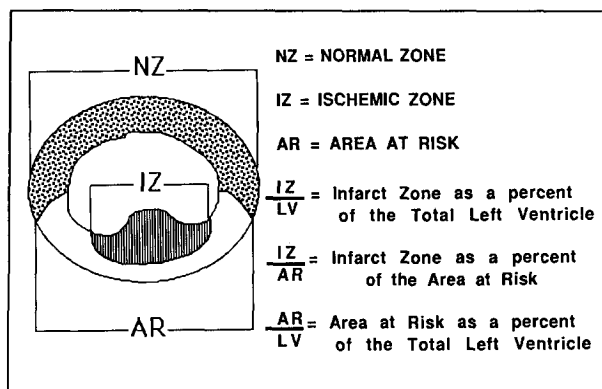 NZ
NZ = NORMAL ZONE
IZ = ISCHEMIC ZONE
AR = AREA AT RISK
IZ
IZ/LV = Infarct Zone as a percent
of the Total Left Ventricle
IZ/AR = Infarct Zone as a percent
of the Area at Risk
AR
AR/LV = Area at Risk as a percent
of the Total Left Ventricle